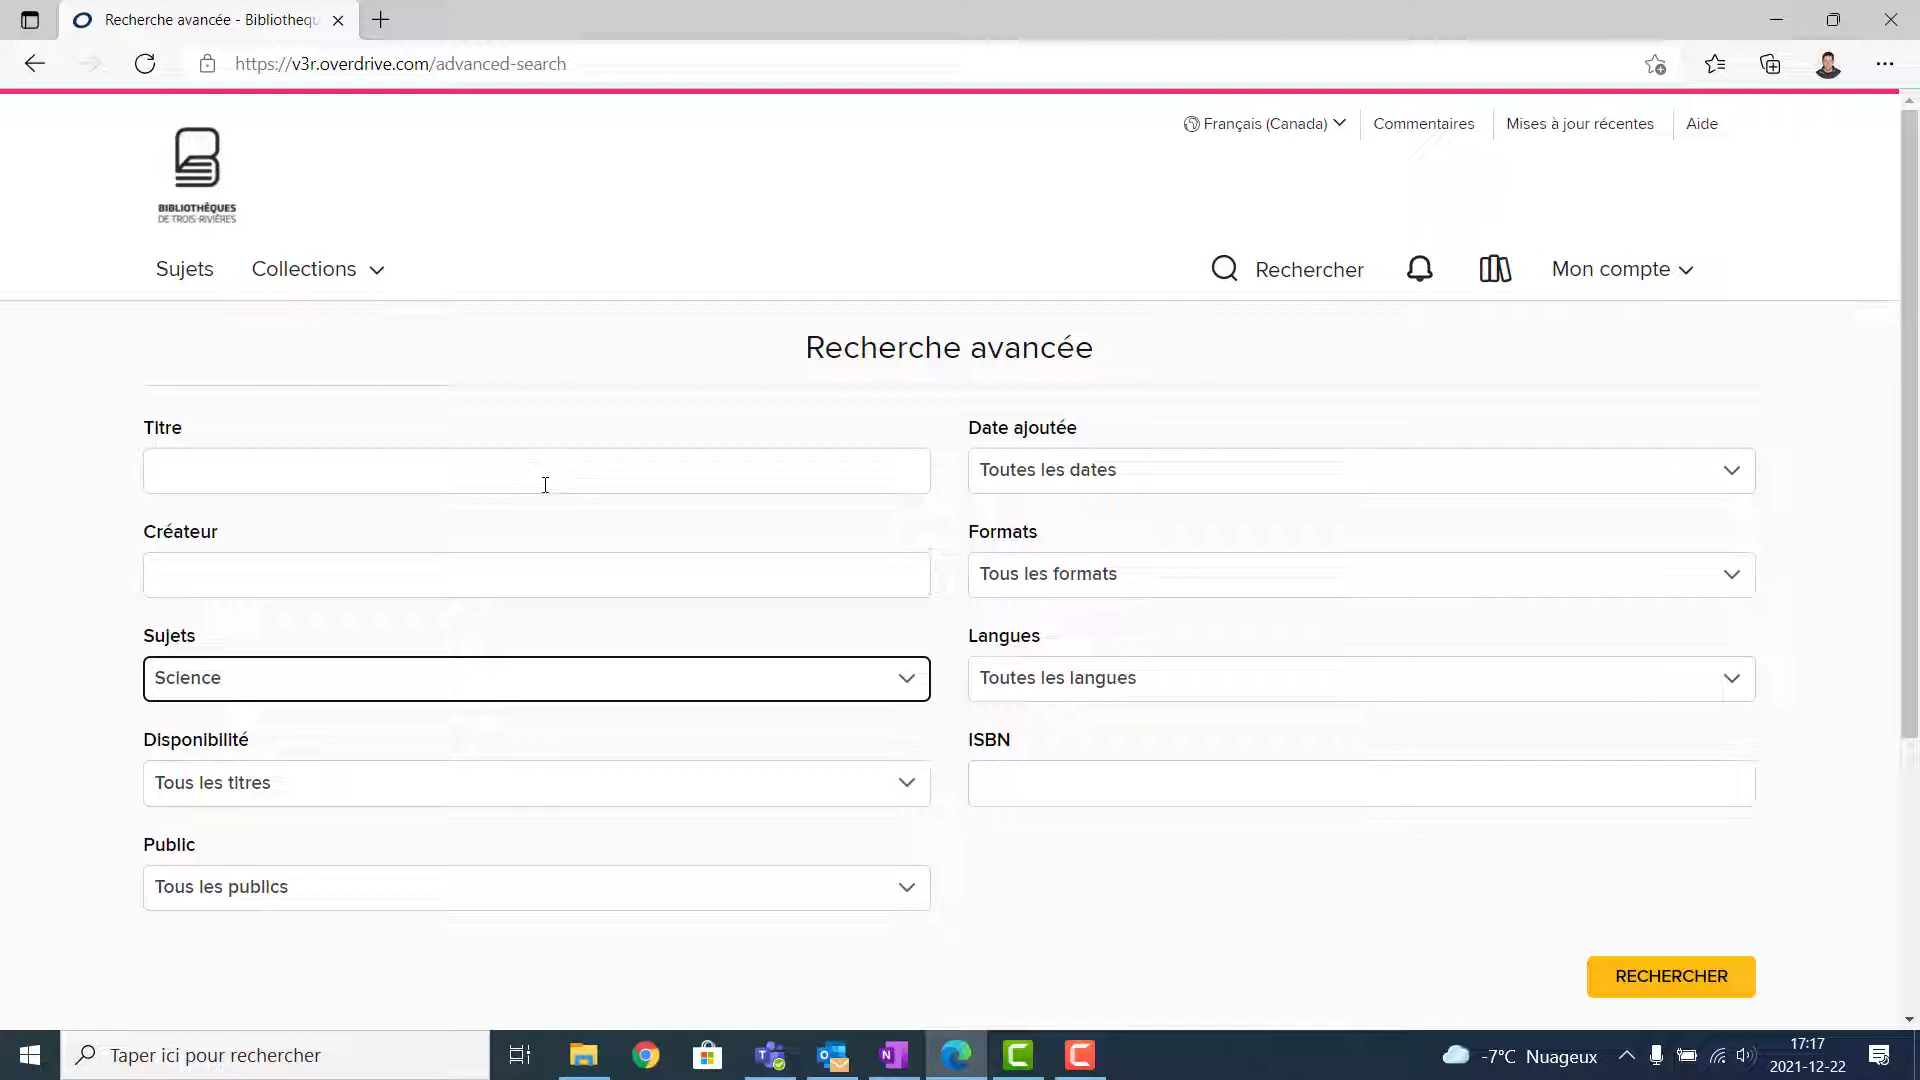 Recherche avancée - Bibliothequ
https://v3r.overdrive.com/advanced-search
Français (Canada)
Commentaires
Mises à jour récentes
Aide
BIBLIOTHÈQUES
DE TROIS-RIVIÈRES
Sujets
Collections
Rechercher
Mon compte
Recherche avancée
Titre
Date ajoutée
Toutes les dates
Créateur
Formats
Tous les formats
Sujets
Langues
Science
Toutes les langues
Disponibilité
ISBN
Tous les titres
Public
Tous les publics
RECHERCHER
Taper ici pour rechercher
-7°C Nuageux
17:17
2021-12-22